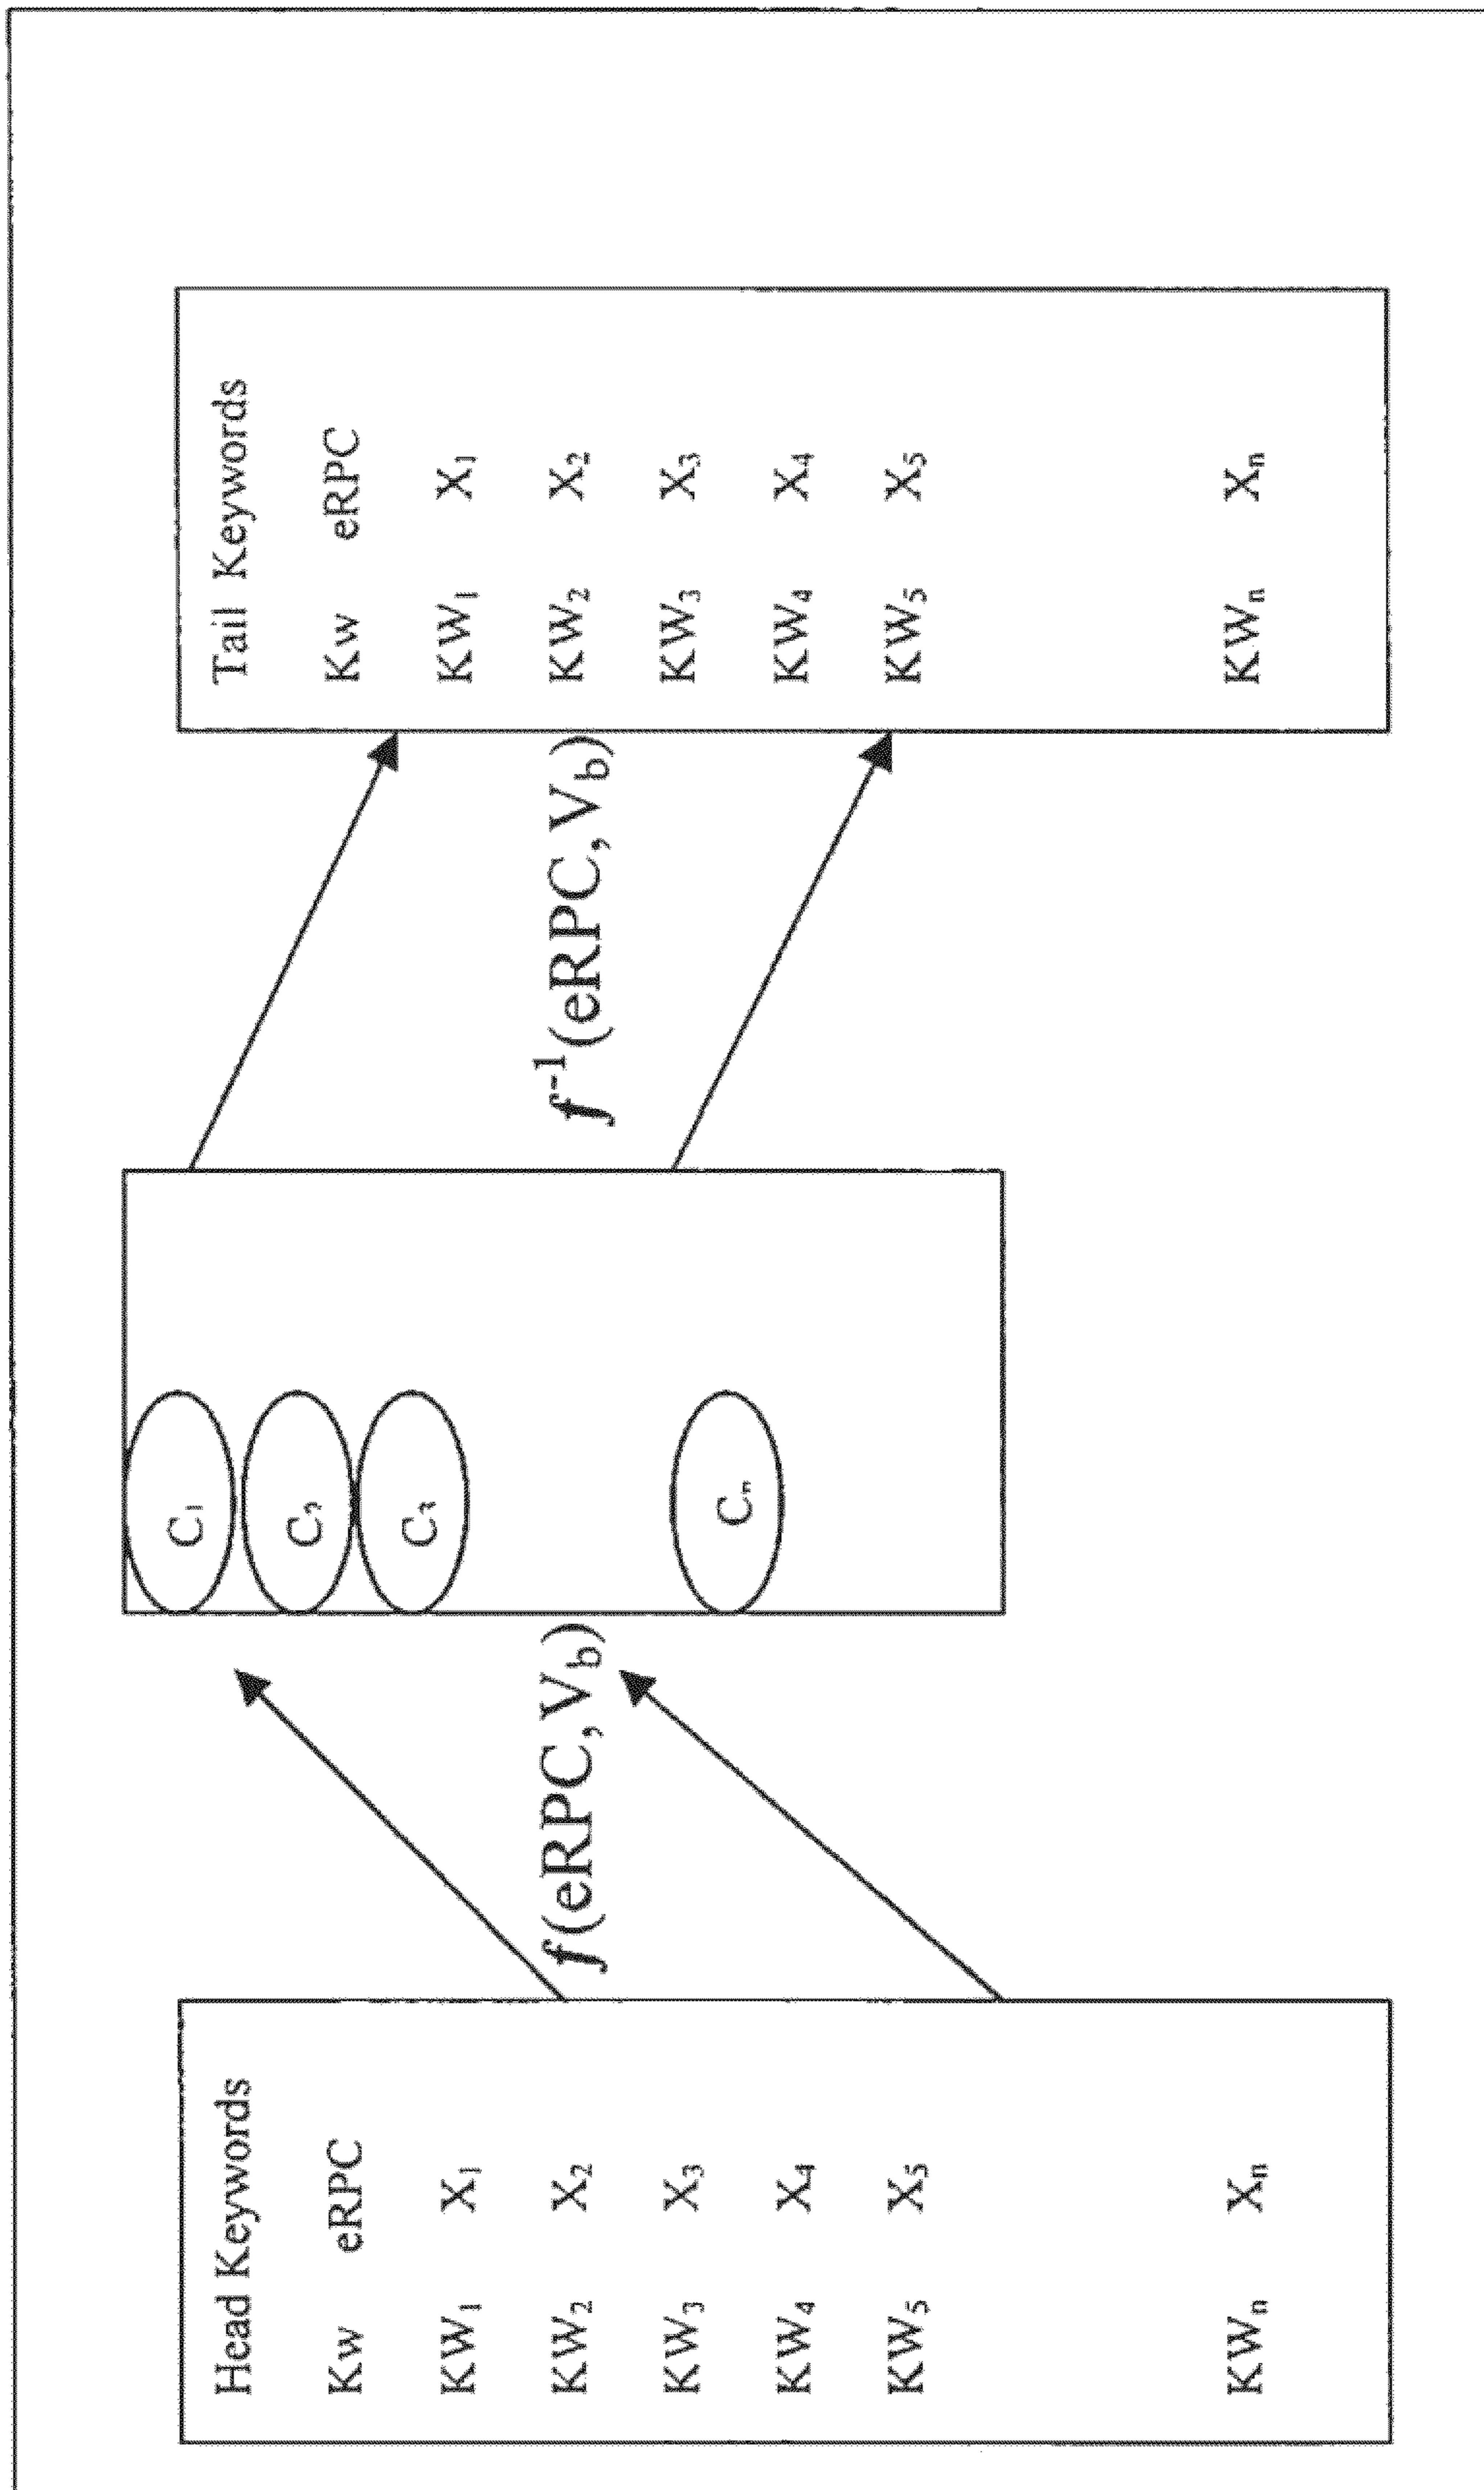 Head Keywords
Kw eRPC
KW₁ X₁
KW₂ X₂
KW₃ X₃
KW₄ X₄
KW₅ X₅
KWₙ Xₙ
f(eRPC,V_b)
C₁
C₂
C₃
Cₙ
f⁻¹(eRPC,V_b)
Tail Keywords
Kw eRPC
KW₁ X₁
KW₂ X₂
KW₃ X₃
KW₄ X₄
KW₅ X₅
KWₙ Xₙ